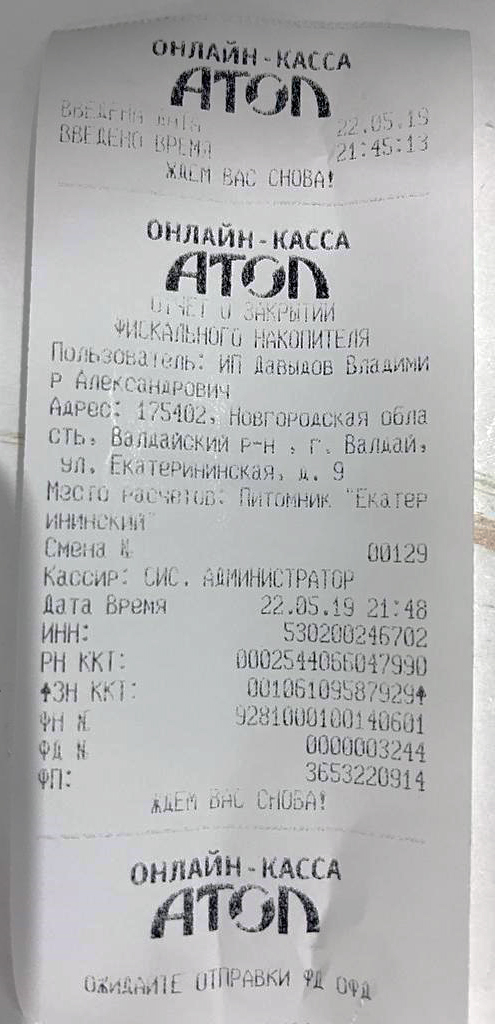 ОНЛАЙН-КАССА
АТОЛ
ВВЕДЕНА ДАТА 22.05.19
ВВЕДЕНО ВРЕМЯ 21:45:13
ЖДЕМ ВАС СНОВА!
ОНЛАЙН-КАССА
АТОЛ
ОТЧЕТ О ЗАКРЫТИИ
ФИСКАЛЬНОГО НАКОПИТЕЛЯ
Пользователь: ИП Давыдов Владими
р Александрович
Адрес: 175402, Новгородская обла
сть, Валдайский р-н , г. Валдай,
ул. Екатерининская, д. 9
Место расчетов: Питомник "Екатер
ининский"
Смена № 00129
Кассир: СИС. АДМИНИСТРАТОР
Дата Время 22.05.19 21:48
ИНН: 530200246702
РН ККТ: 0002544066047990
↟ЗН ККТ: 00106109587929↟
ФН № 9281000100140601
ФД № 0000003244
ФП: 3653220914
ЖДЕМ ВАС СНОВА!
ОНЛАЙН-КАССА
АТОЛ
ОЖИДАЙТЕ ОТПРАВКИ ФД ОФД